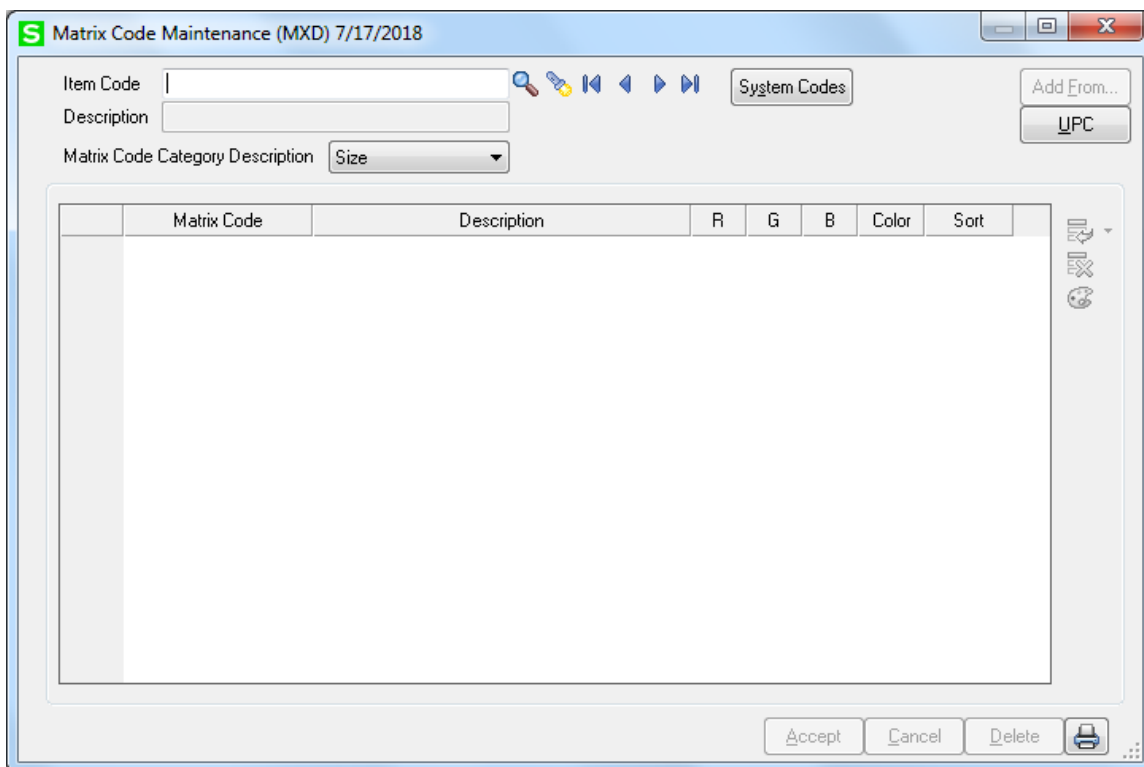 S Matrix Code Maintenance (MXD) 7/17/2018
Item Code System Codes Add From...
Description UPC
Matrix Code Category Description Size
Matrix Code Description R G B Color Sort
Accept Cancel Delete